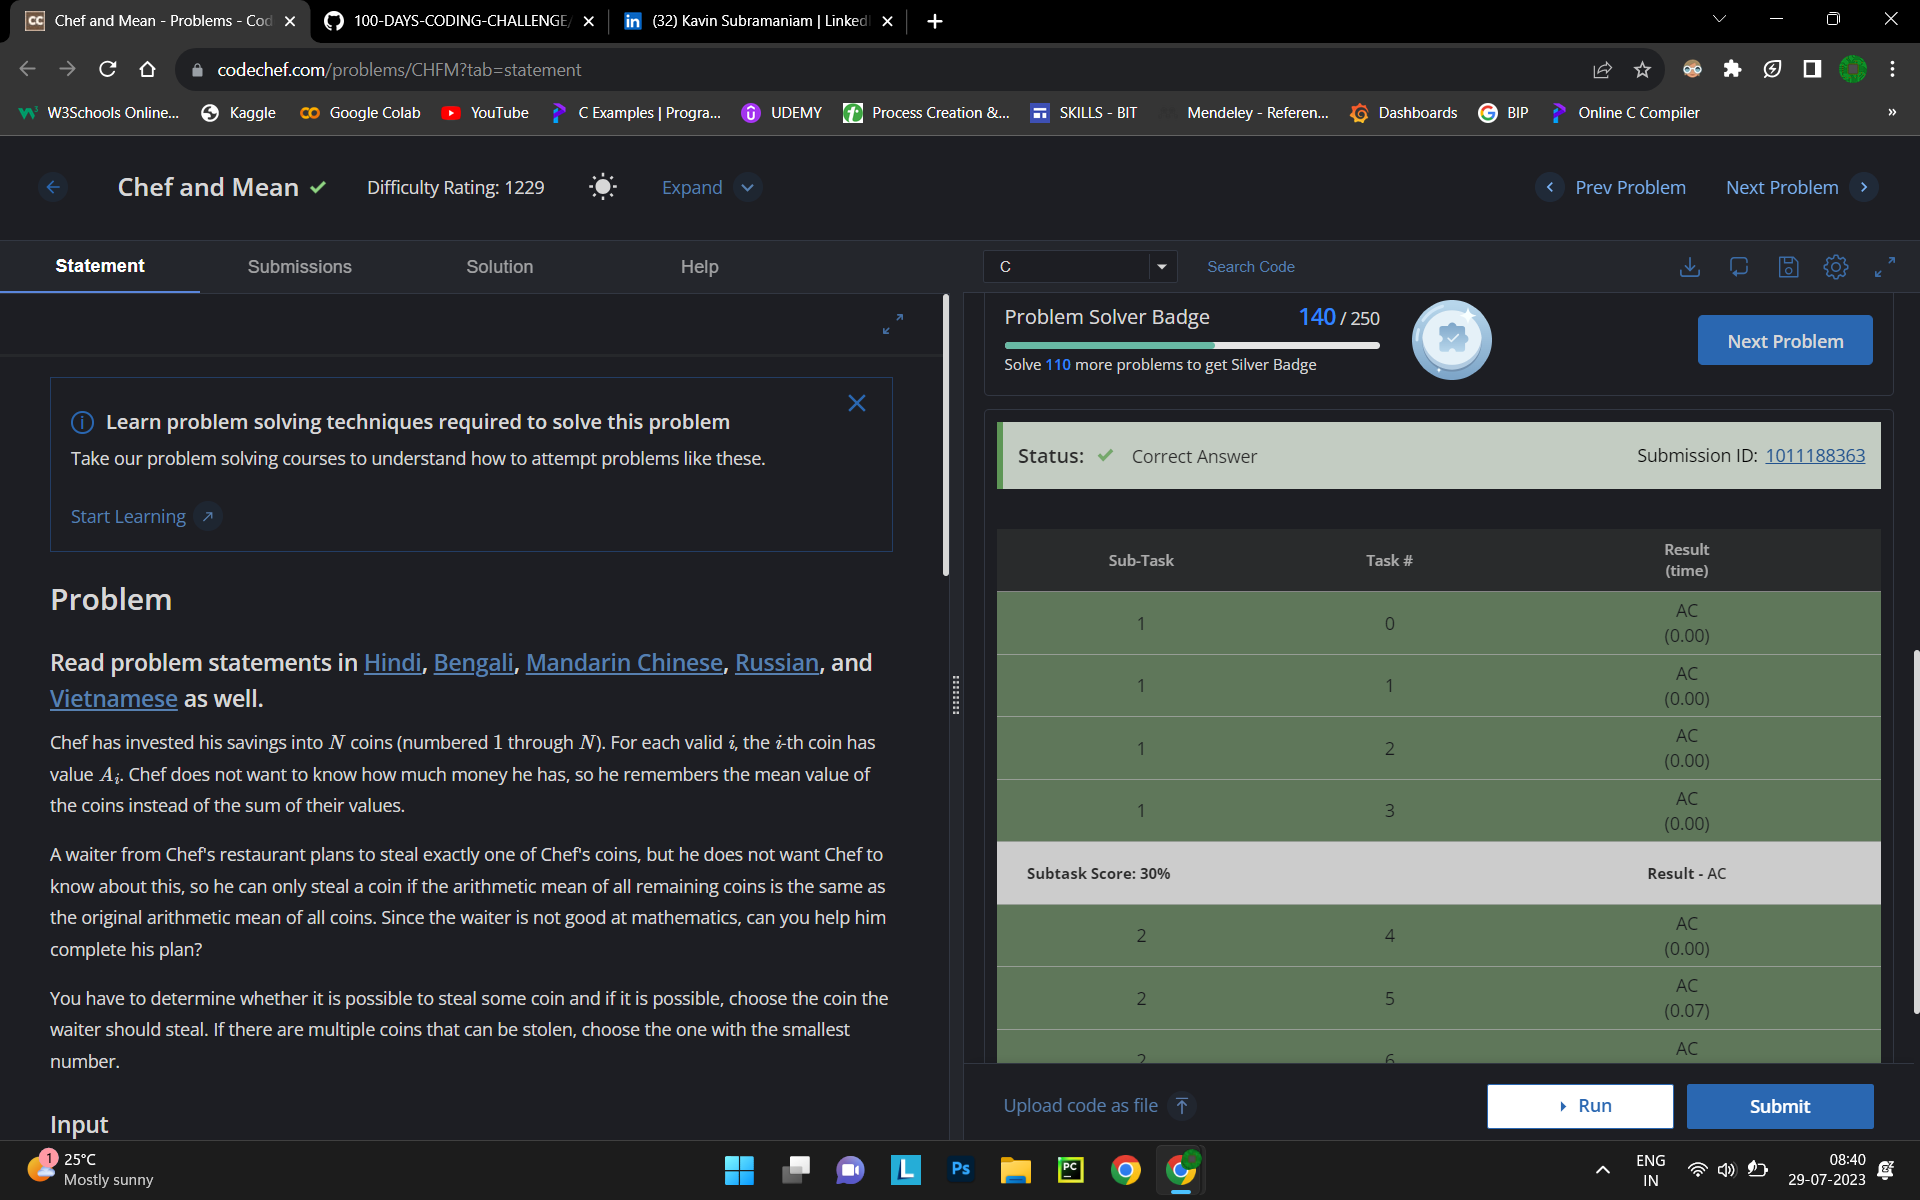 Chef and Mean - Problems - Cod
100-DAYS-CODING-CHALLENGE/
(32) Kavin Subramaniam | LinkedI
codechef.com/problems/CHFM?tab=statement
W3Schools Online...
Kaggle
Google Colab
YouTube
C Examples | Progra...
UDEMY
Process Creation &...
SKILLS - BIT
Mendeley - Referen...
Dashboards
BIP
Online C Compiler
»
Chef and Mean
Difficulty Rating: 1229
Expand
Prev Problem
Next Problem
Statement
Submissions
Solution
Help
C
Search Code
Learn problem solving techniques required to solve this problem
Take our problem solving courses to understand how to attempt problems like these.
Start Learning
Problem
Read problem statements in Hindi, Bengali, Mandarin Chinese, Russian, and
Vietnamese as well.
Chef has invested his savings into N coins (numbered 1 through N). For each valid i, the i-th coin has
value Aᵢ. Chef does not want to know how much money he has, so he remembers the mean value of
the coins instead of the sum of their values.
A waiter from Chef's restaurant plans to steal exactly one of Chef's coins, but he does not want Chef to
know about this, so he can only steal a coin if the arithmetic mean of all remaining coins is the same as
the original arithmetic mean of all coins. Since the waiter is not good at mathematics, can you help him
complete his plan?
You have to determine whether it is possible to steal some coin and if it is possible, choose the coin the
waiter should steal. If there are multiple coins that can be stolen, choose the one with the smallest
number.
Input
Problem Solver Badge
140 / 250
Solve 110 more problems to get Silver Badge
Next Problem
Status: Correct Answer
Submission ID: 1011188363
Sub-Task Task # Result
(time)
1 0 AC
(0.00)
1 1 AC
(0.00)
1 2 AC
(0.00)
1 3 AC
(0.00)
Subtask Score: 30% Result - AC
2 4 AC
(0.00)
2 5 AC
(0.07)
2 6 AC
Upload code as file
Run
Submit
1
25°C
Mostly sunny
L
Ps
PC
ENG
IN
08:40
29-07-2023